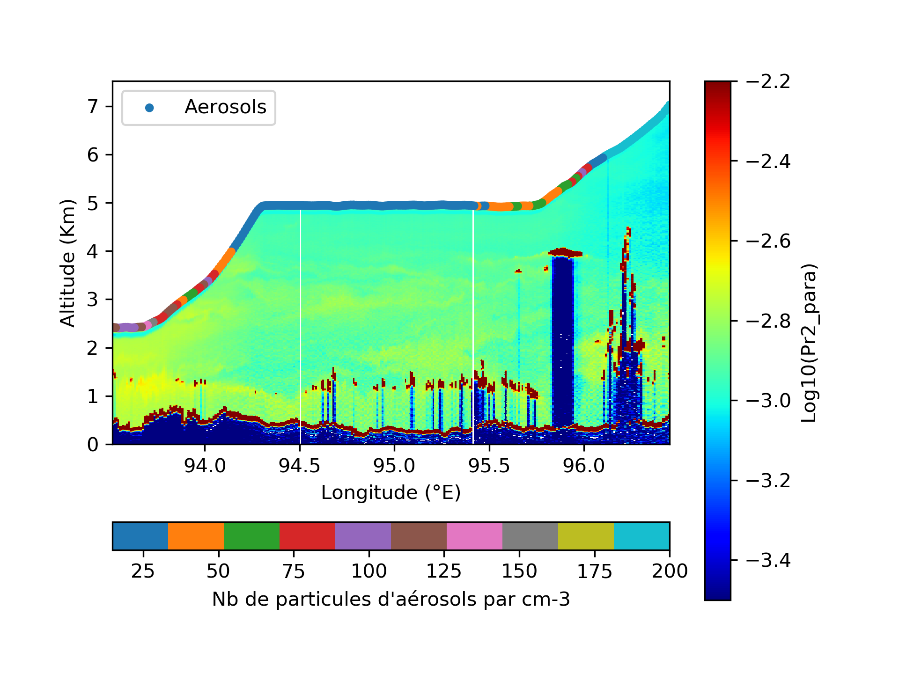 Aerosols
Altitude (Km)
7
6
5
4
3
2
1
0
94.0 94.5 95.0 95.5 96.0
Longitude (°E)
25 50 75 100 125 150 175 200
Nb de particules d'aérosols par cm-3
−2.2
−2.4
−2.6
−2.8
−3.0
−3.2
−3.4
Log10(Pr2_para)